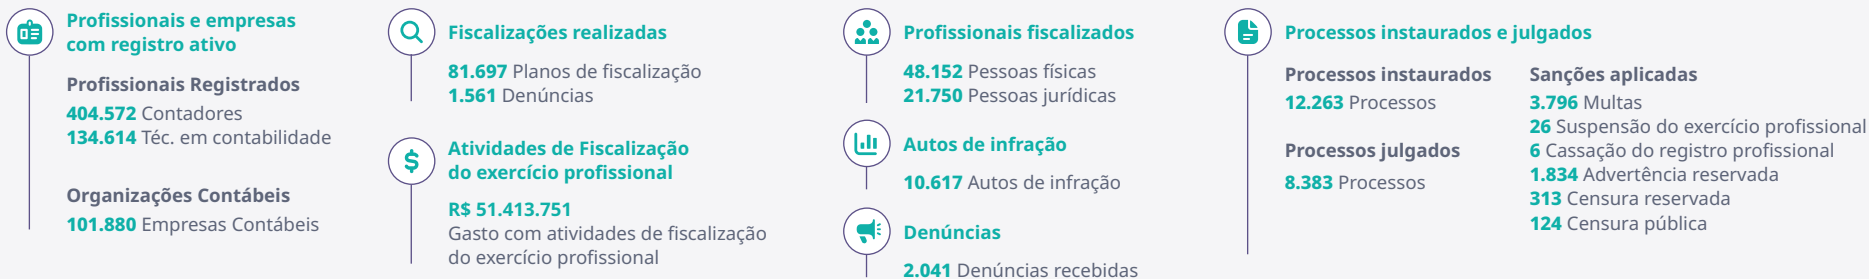 Profissionais e empresas
com registro ativo
Profissionais Registrados
404.572 Contadores
134.614 Téc. em contabilidade
Organizações Contábeis
101.880 Empresas Contábeis
Fiscalizações realizadas
81.697 Planos de fiscalização
1.561 Denúncias
Atividades de Fiscalização
do exercício profissional
R$ 51.413.751
Gasto com atividades de fiscalização
do exercício profissional
Profissionais fiscalizados
48.152 Pessoas físicas
21.750 Pessoas jurídicas
Autos de infração
10.617 Autos de infração
Denúncias
2.041 Denúncias recebidas
Processos instaurados e julgados
Processos instaurados
12.263 Processos
Processos julgados
8.383 Processos
Sanções aplicadas
3.796 Multas
26 Suspensão do exercício profissional
6 Cassação do registro profissional
1.834 Advertência reservada
313 Censura reservada
124 Censura pública